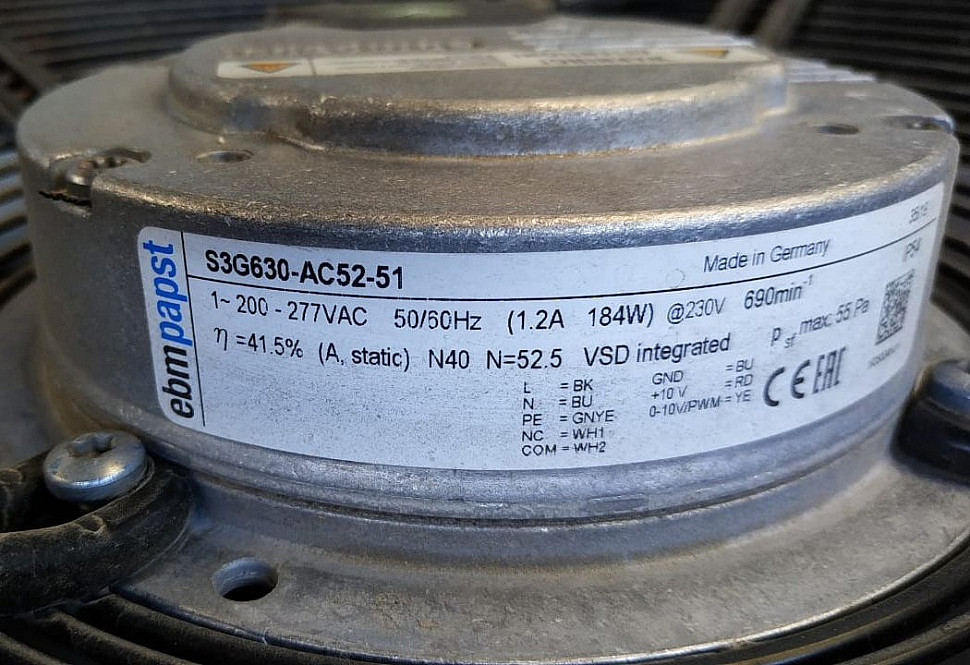 ebmpapst
S3G630-AC52-51 Made in Germany
1~ 200 - 277VAC 50/60Hz (1.2A 184W) @230V 690min⁻¹ IP54
η =41.5% (A, static) N40 N=52.5 VSD integrated p sf max. 55 Pa
L = BK GND = BU
N = BU +10 V = RD
PE = GNYE 0-10V/PWM = YE
NC = WH1
COM = WH2
CE EAC